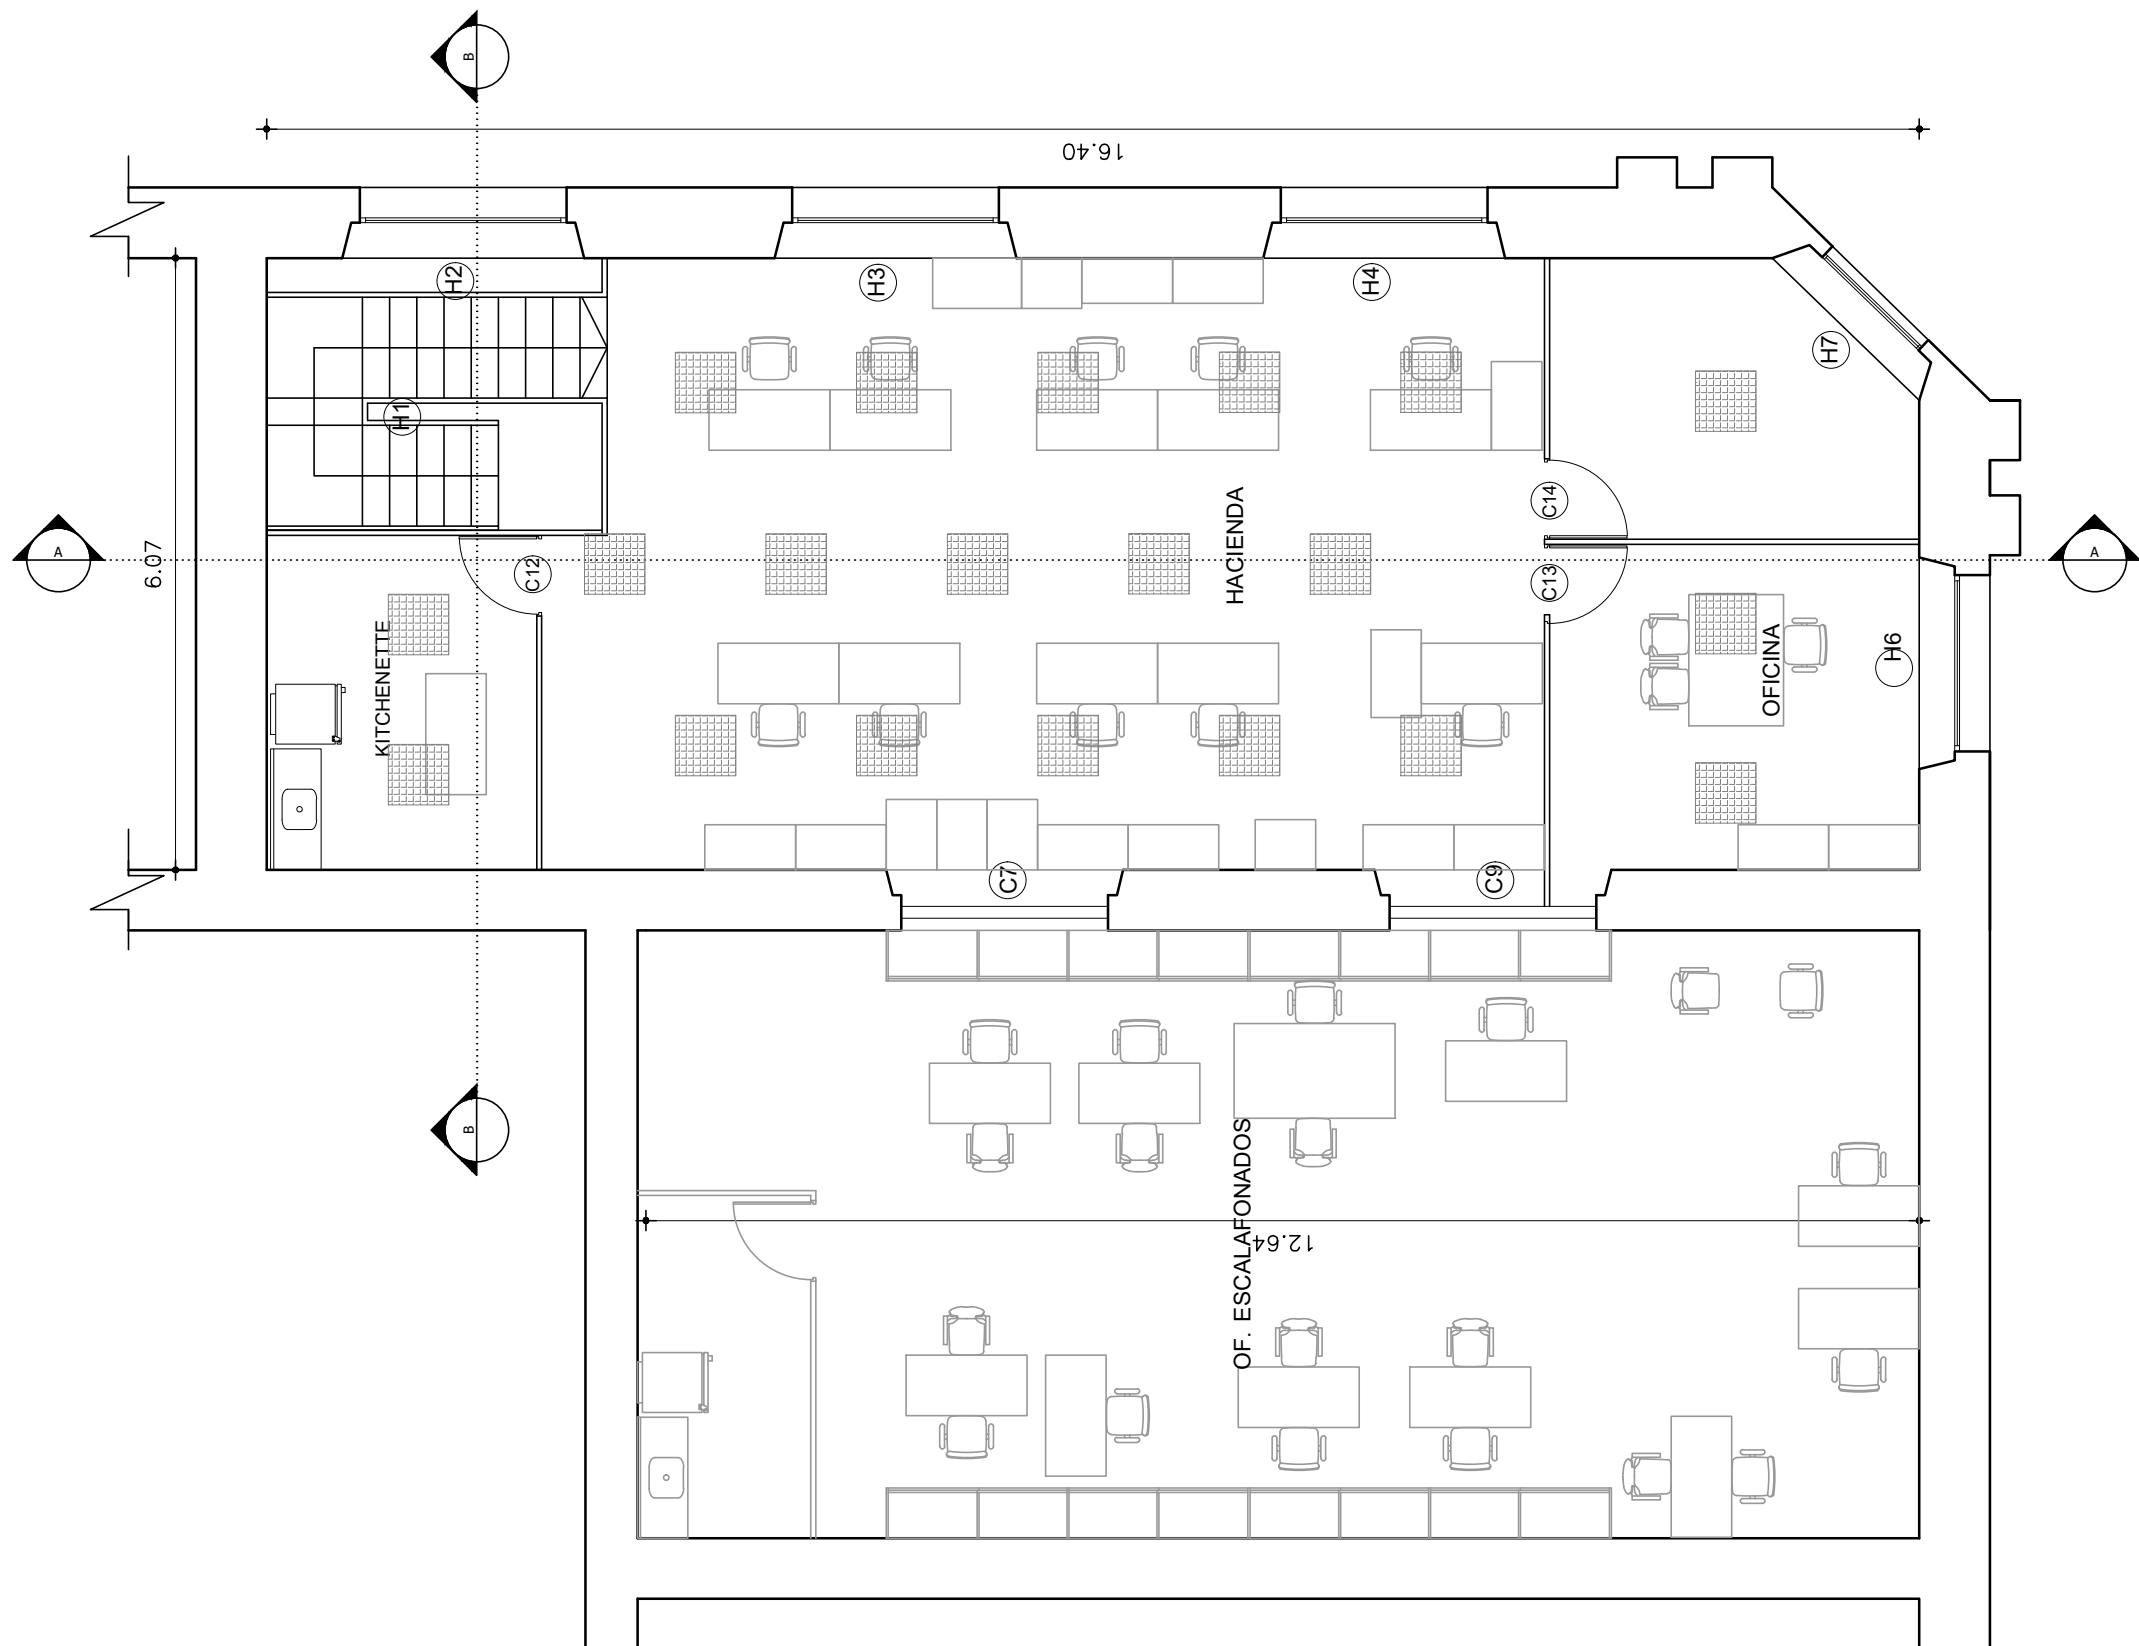 B
16.40
H2
H3
H4
H7
H1
C14
HACIENDA
A
6.07
C12
C13
A
KITCHENETTE
OFICINA
H6
C7
C9
B
OF. ESCALAFONADOS
12.64